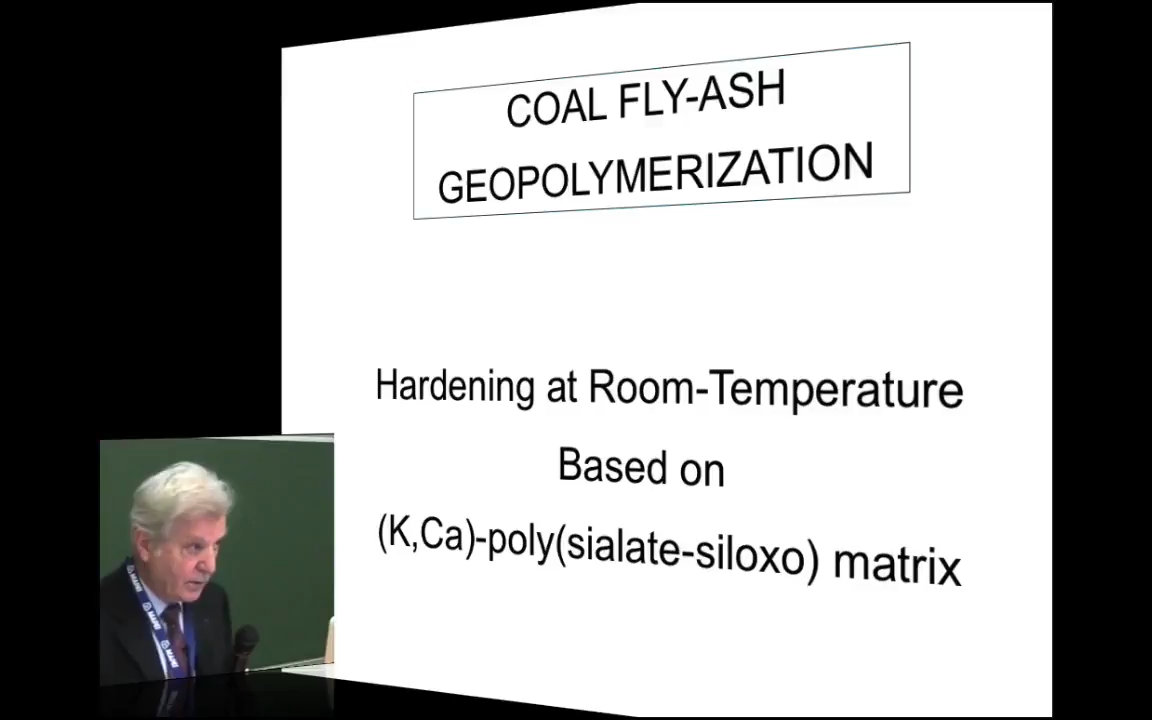 COAL FLY-ASH
GEOPOLYMERIZATION
Hardening at Room-Temperature
Based on
(K,Ca)-poly(sialate-siloxo) matrix